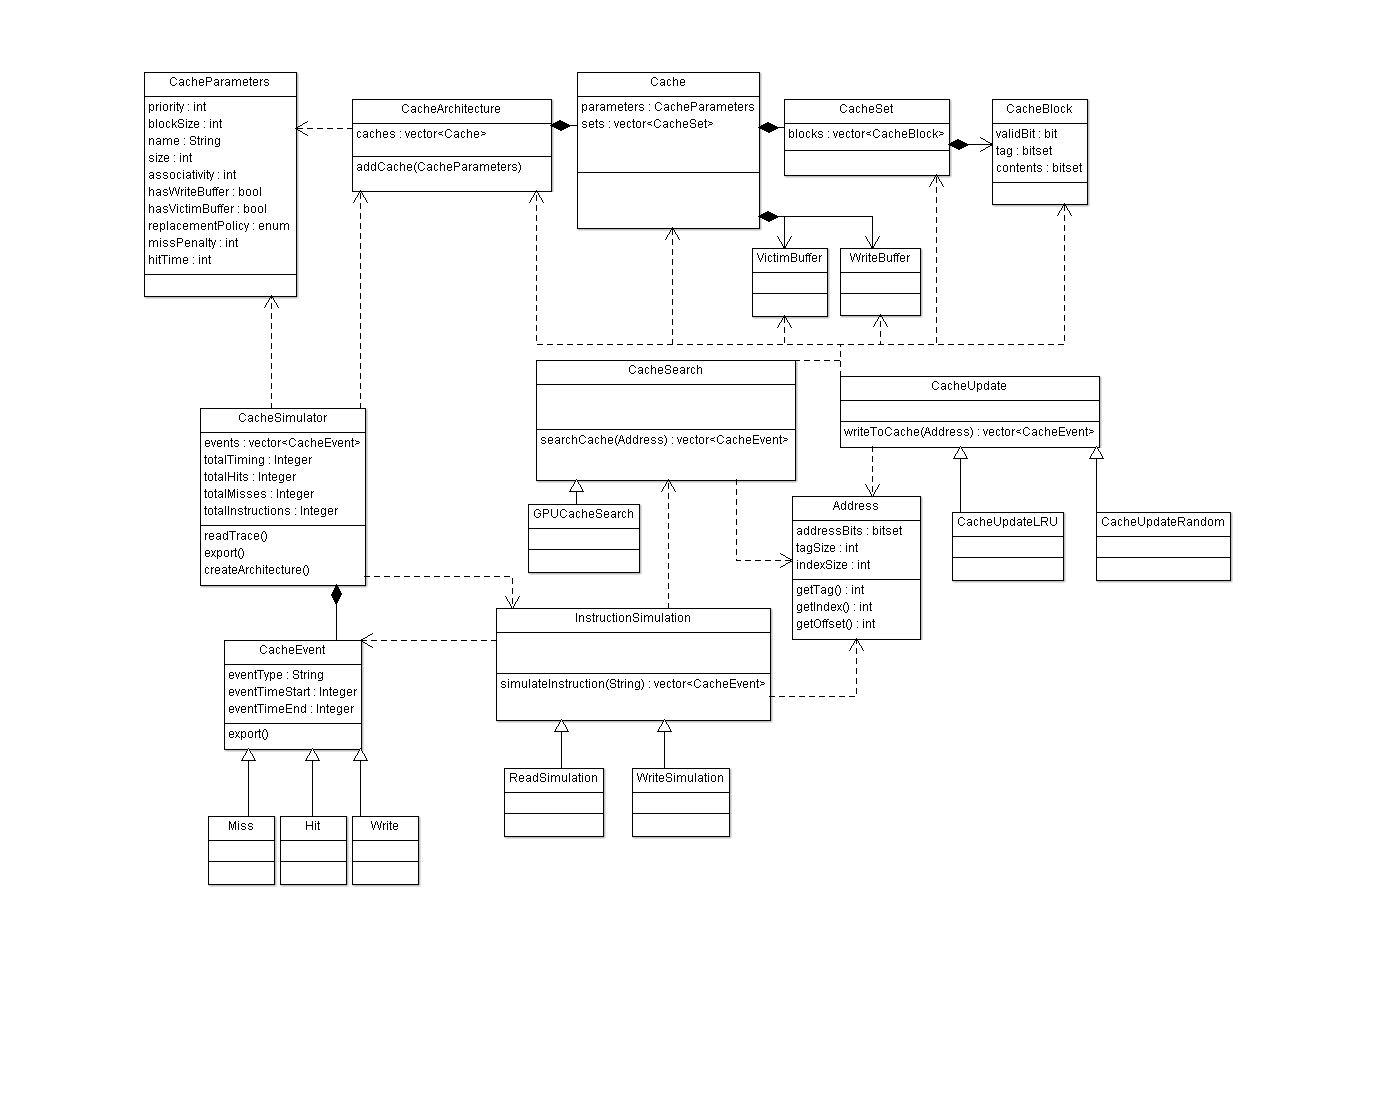 CacheParameters
priority : int
blockSize : int
name : String
size : int
associativity : int
hasWriteBuffer : bool
hasVictimBuffer : bool
replacementPolicy : enum
missPenalty : int
hitTime : int
CacheArchitecture
caches : vector<Cache>
addCache(CacheParameters)
Cache
parameters : CacheParameters
sets : vector<CacheSet>
CacheSet
blocks : vector<CacheBlock>
CacheBlock
validBit : bit
tag : bitset
contents : bitset
VictimBuffer
WriteBuffer
CacheSearch
searchCache(Address) : vector<CacheEvent>
CacheUpdate
writeToCache(Address) : vector<CacheEvent>
CacheSimulator
events : vector<CacheEvent>
totalTiming : Integer
totalHits : Integer
totalMisses : Integer
totalInstructions : Integer
readTrace()
export()
createArchitecture()
GPUCacheSearch
Address
addressBits : bitset
tagSize : int
indexSize : int
getTag() : int
getIndex() : int
getOffset() : int
CacheUpdateLRU
CacheUpdateRandom
InstructionSimulation
simulateInstruction(String) : vector<CacheEvent>
CacheEvent
eventType : String
eventTimeStart : Integer
eventTimeEnd : Integer
export()
ReadSimulation
WriteSimulation
Miss
Hit
Write